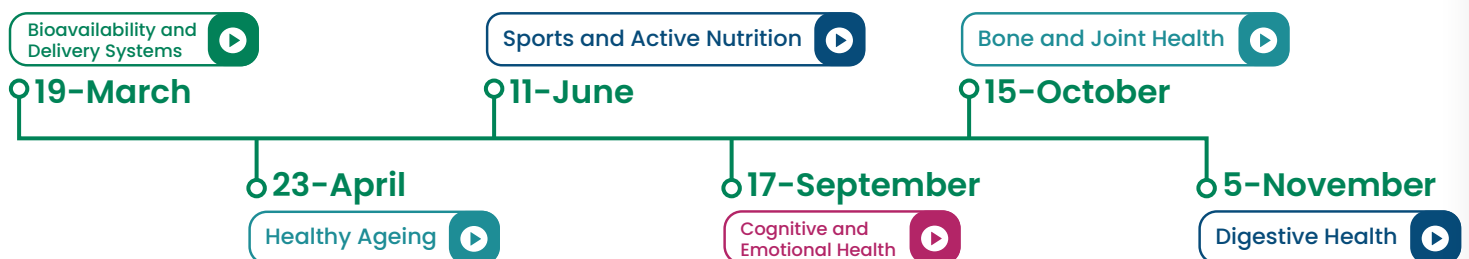 Bioavailability and
Delivery Systems
19-March
Sports and Active Nutrition
11-June
Bone and Joint Health
15-October
23-April
Healthy Ageing
17-September
Cognitive and
Emotional Health
5-November
Digestive Health